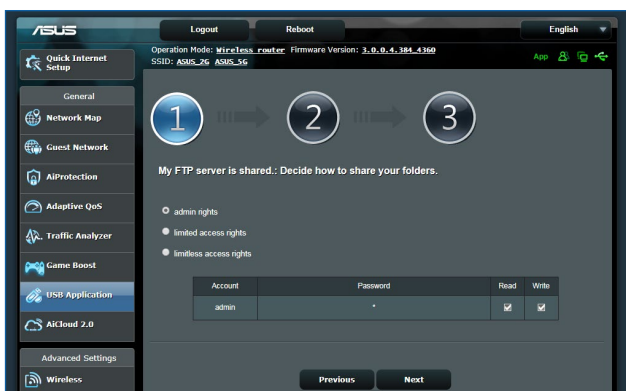 ASUS
Logout
Reboot
English
Operation Mode: Wireless router Firmware Version: 3.0.0.4.384_4360
SSID: ASUS_2G ASUS_5G
App
Quick Internet
Setup
General
Network Map
Guest Network
AiProtection
Adaptive QoS
Traffic Analyzer
Game Boost
USB Application
AiCloud 2.0
Advanced Settings
Wireless
1
2
3
My FTP server is shared.: Decide how to share your folders.
admin rights
limited access rights
limitless access rights
Account Password Read Write
admin *
Previous
Next